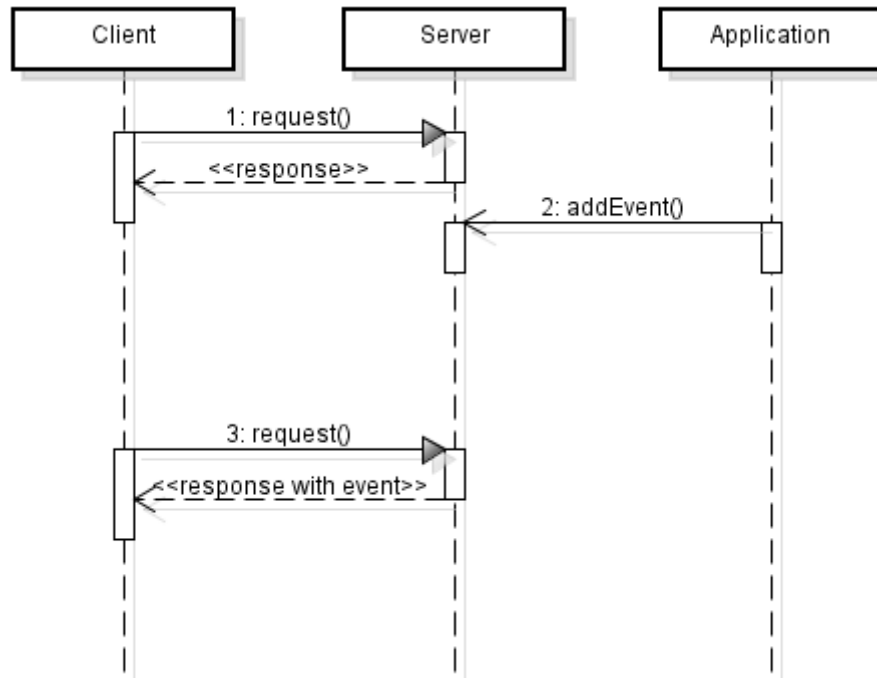 Client
Server
Application
1: request()
<<response>>
2: addEvent()
3: request()
<<response with event>>